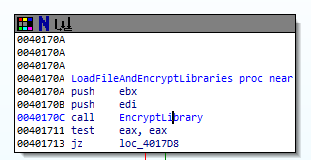 0040170A
0040170A
0040170A
0040170A LoadFileAndEncryptLibraries proc near
0040170A push ebx
0040170B push edi
0040170C call EncryptLibrary
00401711 test eax, eax
00401713 jz loc_4017D8